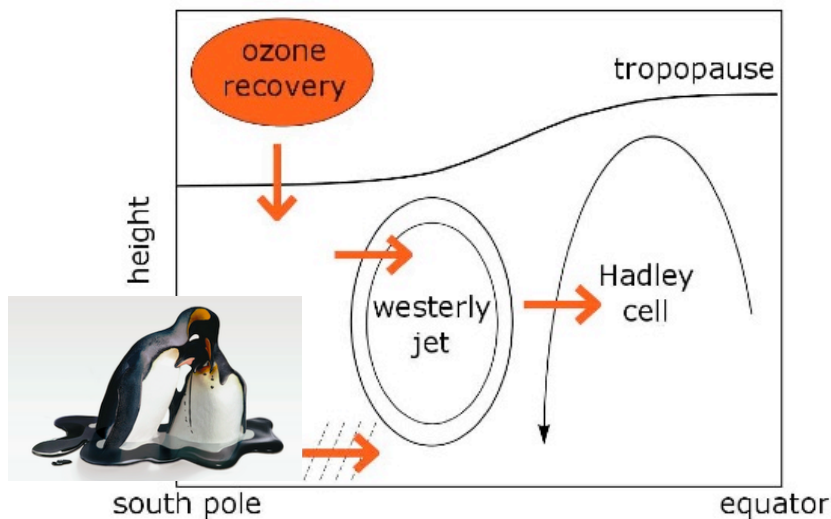 ozone
recovery
tropopause
height
westerly
jet
Hadley
cell
south pole
equator